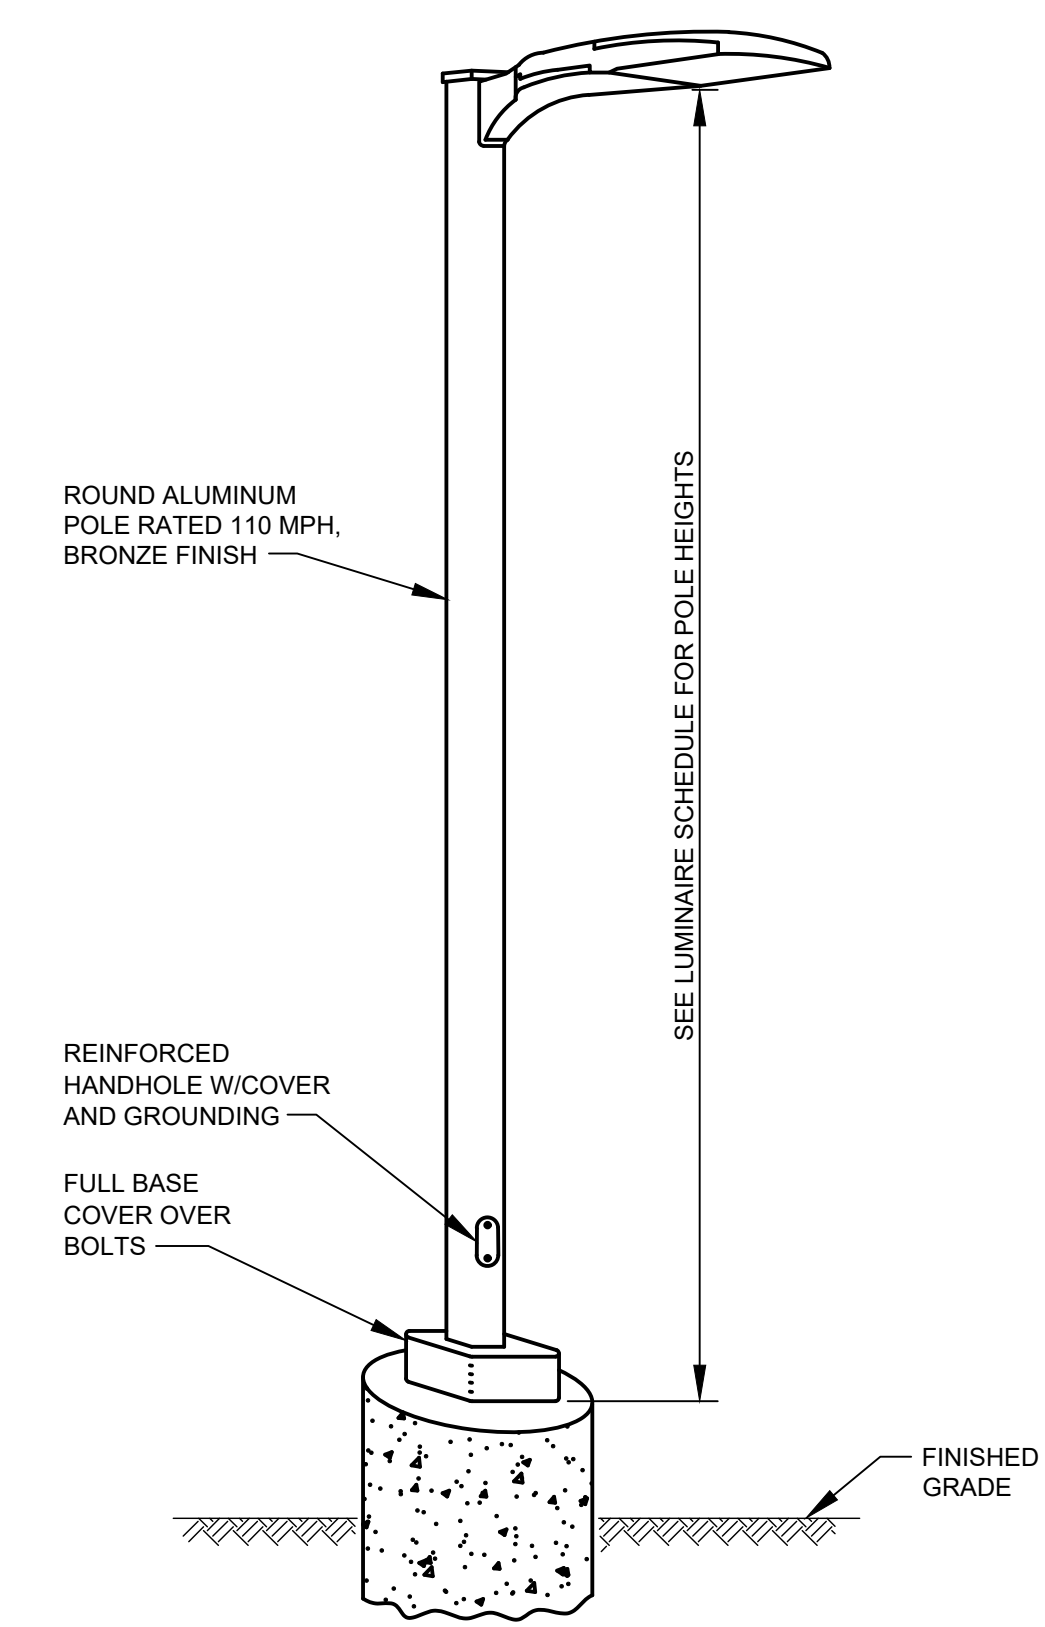 ROUND ALUMINUM
POLE RATED 110 MPH,
BRONZE FINISH
SEE LUMINAIRE SCHEDULE FOR POLE HEIGHTS
REINFORCED
HANDHOLE W/COVER
AND GROUNDING
FULL BASE
COVER OVER
BOLTS
FINISHED
GRADE